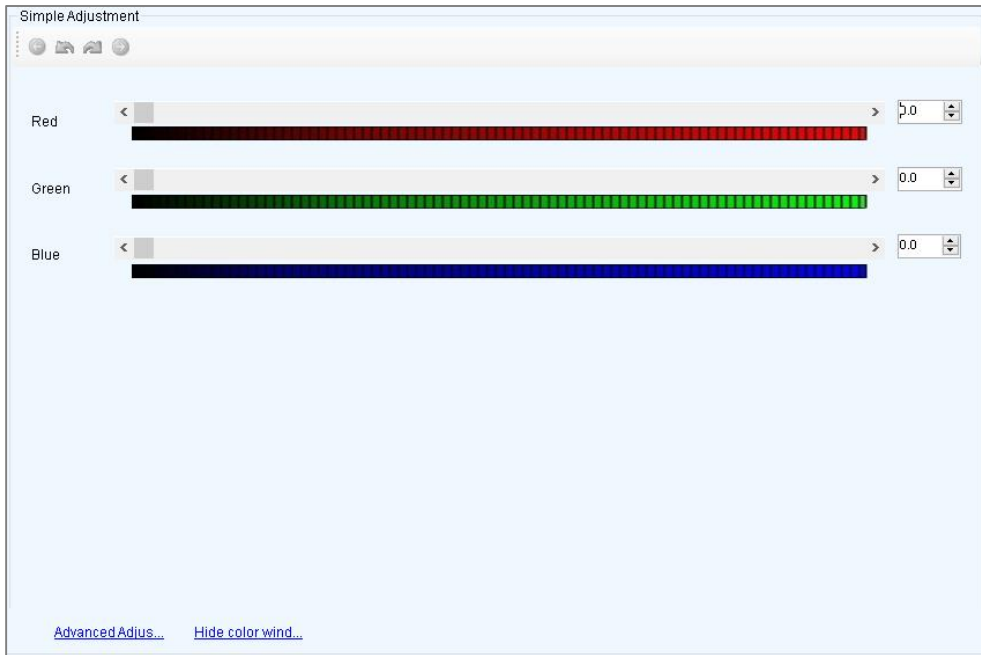 Simple Adjustment
Red
0.0
Green
0.0
Blue
0.0
Advanced Adjus...
Hide color wind...